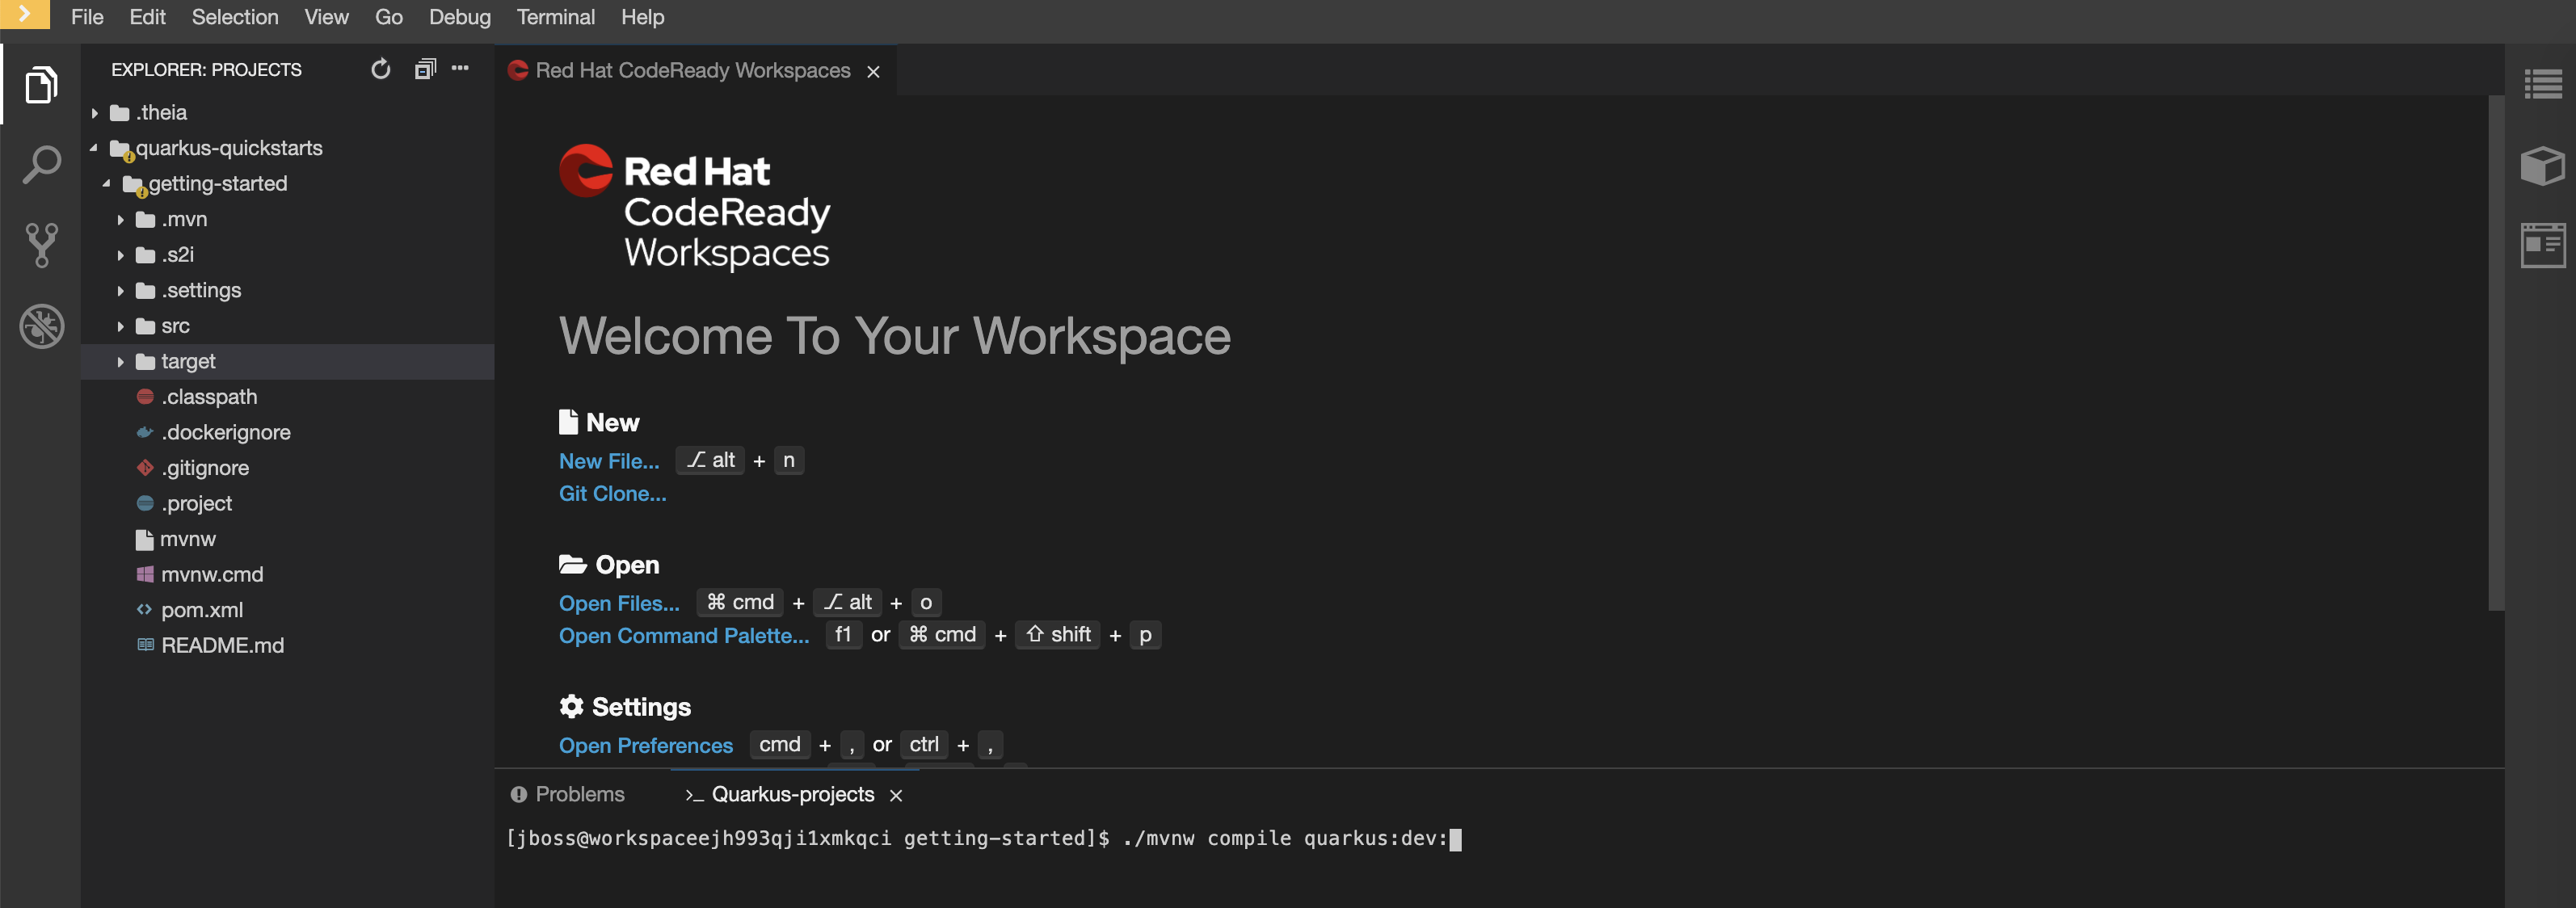 File Edit Selection View Go Debug Terminal Help
EXPLORER: PROJECTS
.theia
quarkus-quickstarts
getting-started
.mvn
.s2i
.settings
src
target
.classpath
.dockerignore
.gitignore
.project
mvnw
mvnw.cmd
pom.xml
README.md
Red Hat CodeReady Workspaces ×
Red Hat
CodeReady
Workspaces
Welcome To Your Workspace
New
New File... ⌥ alt + n
Git Clone...
Open
Open Files... ⌘ cmd + ⌥ alt + o
Open Command Palette... f1 or ⌘ cmd + ⇧ shift + p
Settings
Open Preferences cmd + , or ctrl + ,
Problems >_ Quarkus-projects ×
[jboss@workspaceejh993qji1xmkqci getting-started]$ ./mvnw compile quarkus:dev: